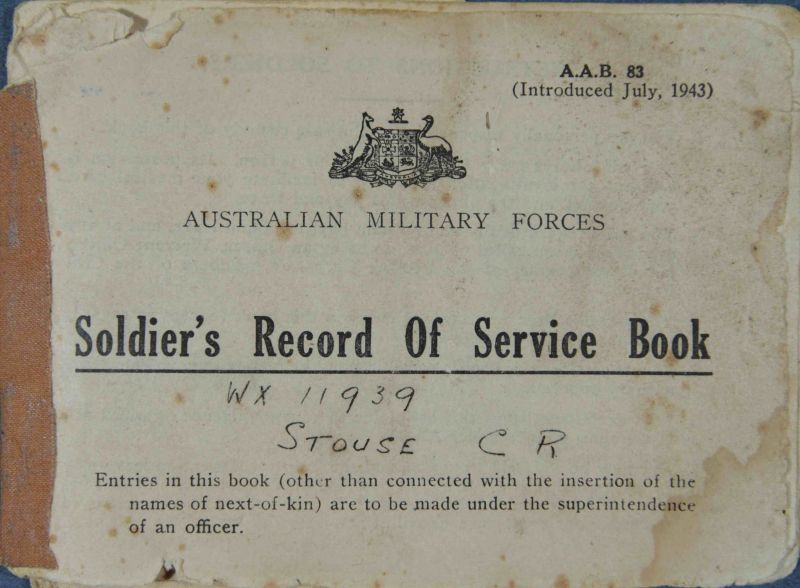 A.A.B. 83
(Introduced July, 1943)
AUSTRALIAN MILITARY FORCES
Soldier's Record Of Service Book
WX 11939
STOUSE C R
Entries in this book (other than connected with the insertion of the
names of next-of-kin) are to be made under the superintendence
of an officer.